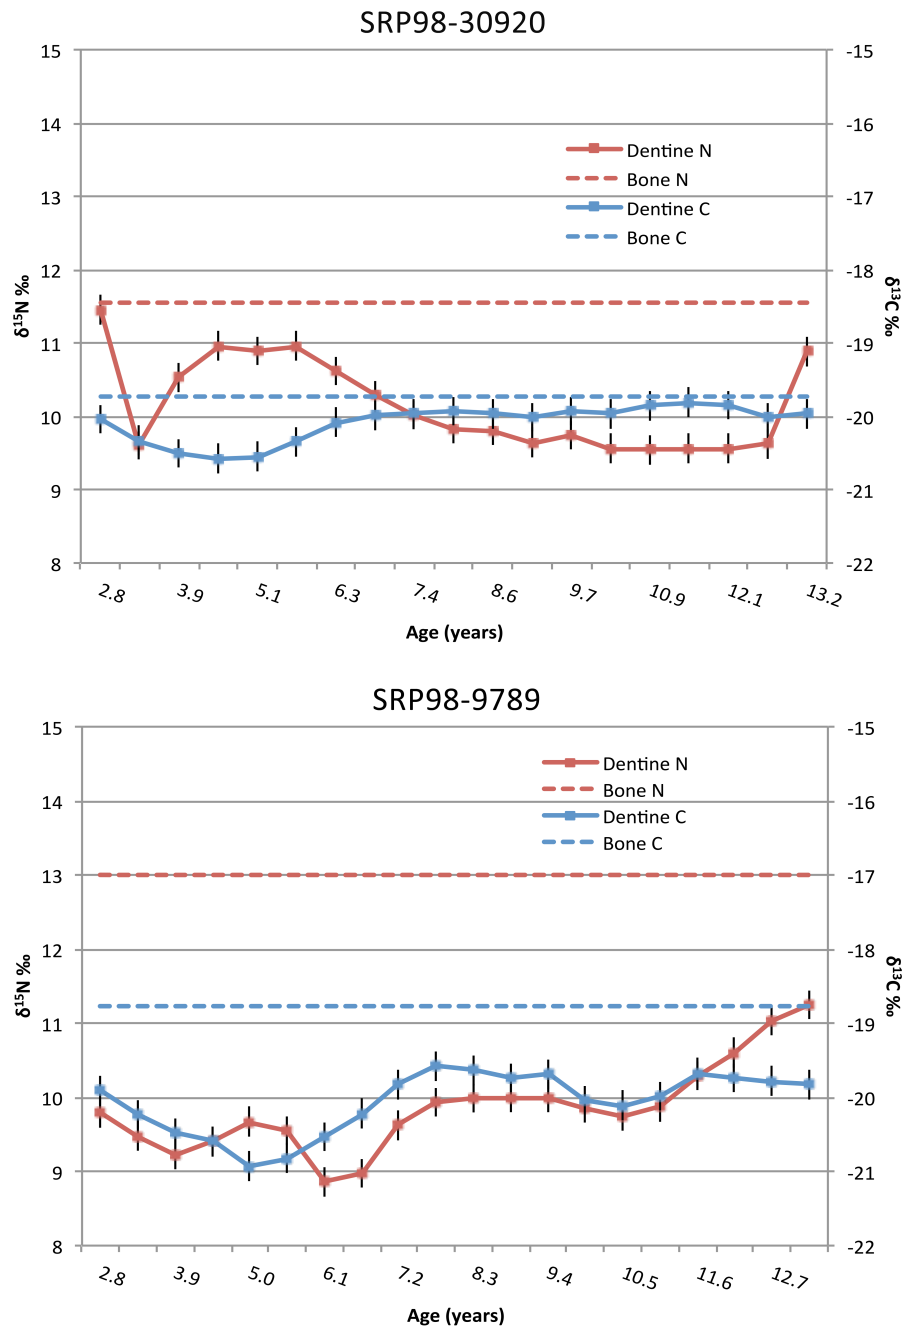 SRP98-30920
15 -15
14 -16
Dentine N
Bone N
13 -17
Dentine C
Bone C
12 -18
δ¹⁵N ‰ δ¹³C ‰
11 -19
10 -20
9 -21
8 -22
2.8 3.9 5.1 6.3 7.4 8.6 9.7 10.9 12.1 13.2
Age (years)
SRP98-9789
15 -15
Dentine N
Bone N
14 -16
Dentine C
Bone C
13 -17
12 -18
δ¹⁵N ‰ δ¹³C ‰
11 -19
10 -20
9 -21
8 -22
2.8 3.9 5.0 6.1 7.2 8.3 9.4 10.5 11.6 12.7
Age (years)